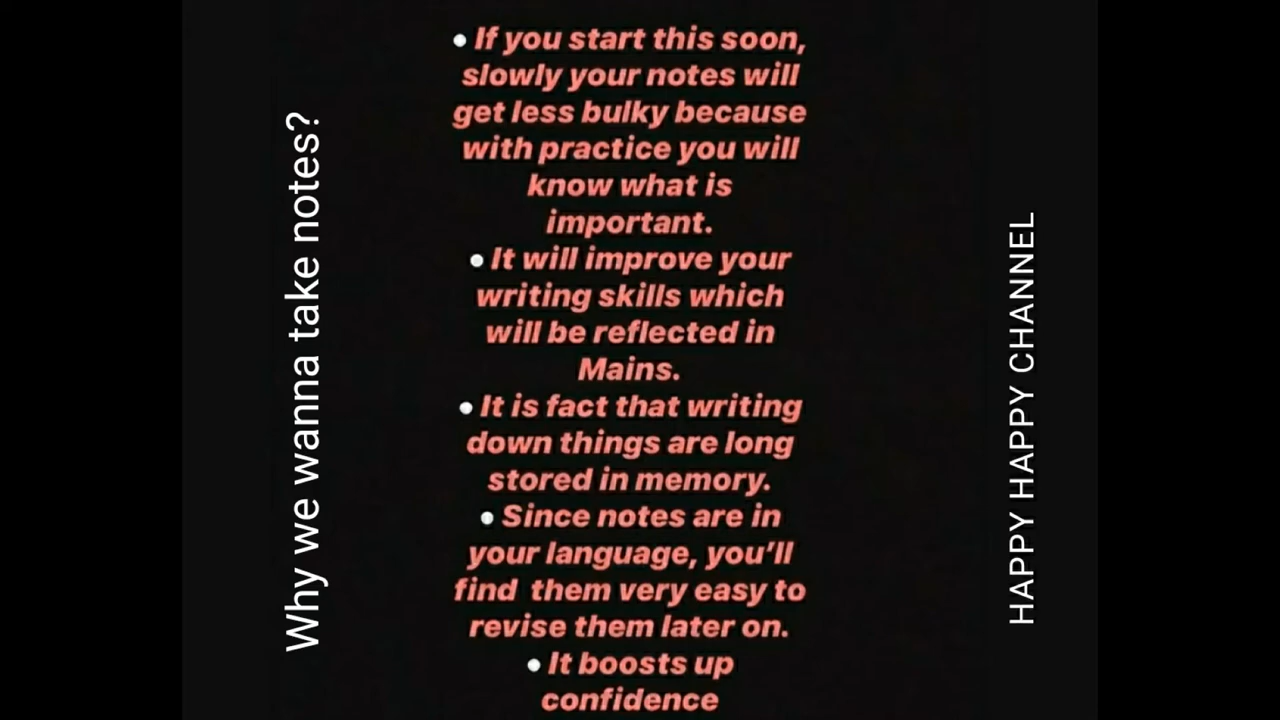 Why we wanna take notes?
• If you start this soon,
slowly your notes will
get less bulky because
with practice you will
know what is
important.
• It will improve your
writing skills which
will be reflected in
Mains.
• It is fact that writing
down things are long
stored in memory.
• Since notes are in
your language, you’ll
find them very easy to
revise them later on.
• It boosts up
confidence
HAPPY HAPPY CHANNEL